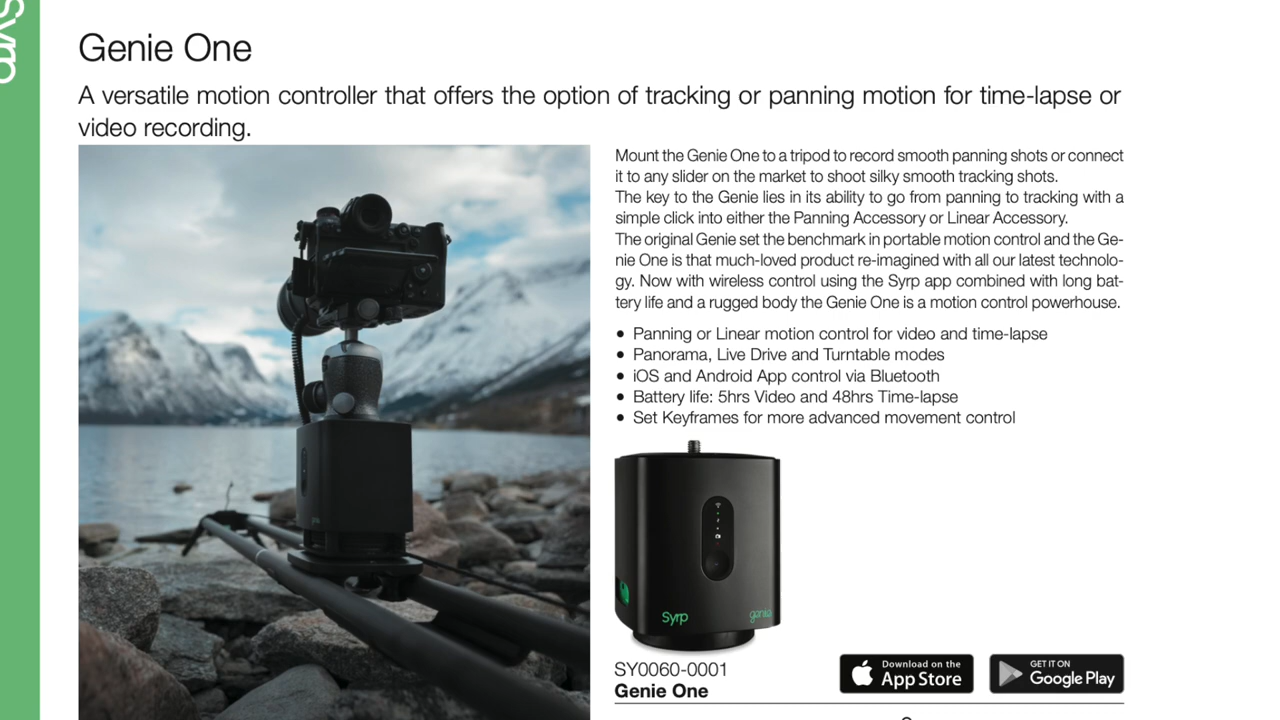 Syrp
Genie One
A versatile motion controller that offers the option of tracking or panning motion for time-lapse or
video recording.
Mount the Genie One to a tripod to record smooth panning shots or connect
it to any slider on the market to shoot silky smooth tracking shots.
The key to the Genie lies in its ability to go from panning to tracking with a
simple click into either the Panning Accessory or Linear Accessory.
The original Genie set the benchmark in portable motion control and the Ge-
nie One is that much-loved product re-imagined with all our latest technolo-
gy. Now with wireless control using the Syrp app combined with long bat-
tery life and a rugged body the Genie One is a motion control powerhouse.
• Panning or Linear motion control for video and time-lapse
• Panorama, Live Drive and Turntable modes
• iOS and Android App control via Bluetooth
• Battery life: 5hrs Video and 48hrs Time-lapse
• Set Keyframes for more advanced movement control
Syrp
genie
SY0060-0001
Genie One
Download on the
App Store
GET IT ON
Google Play